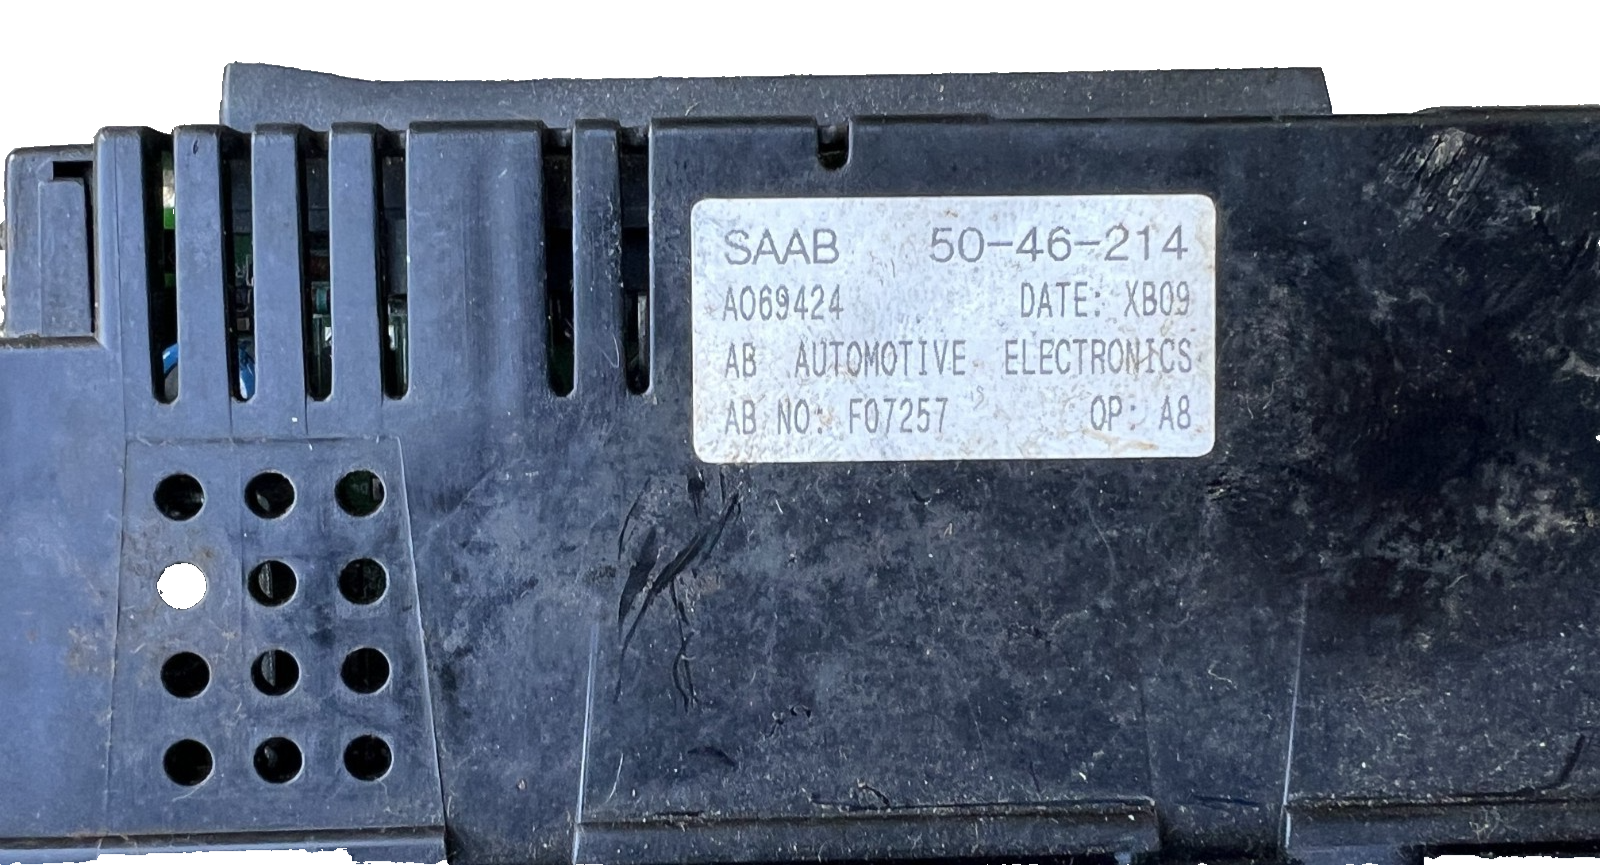 SAAB 50-46-214
A069424 DATE: XB09
AB AUTOMOTIVE ELECTRONICS
AB NO: F07257 OP: A8